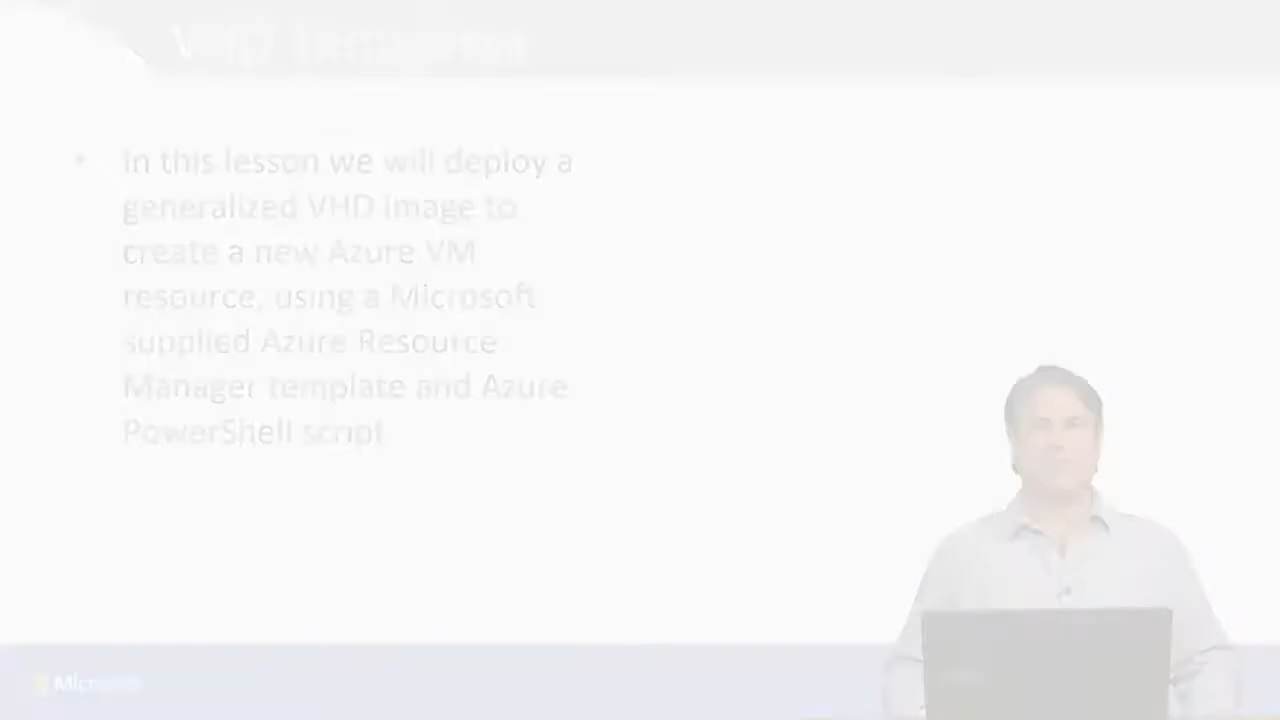 • In this lesson we will deploy a
generalized VHD image to
create a new Azure VM
resource, using a Microsoft
supplied Azure Resource
Manager template and Azure
PowerShell script
Microsoft